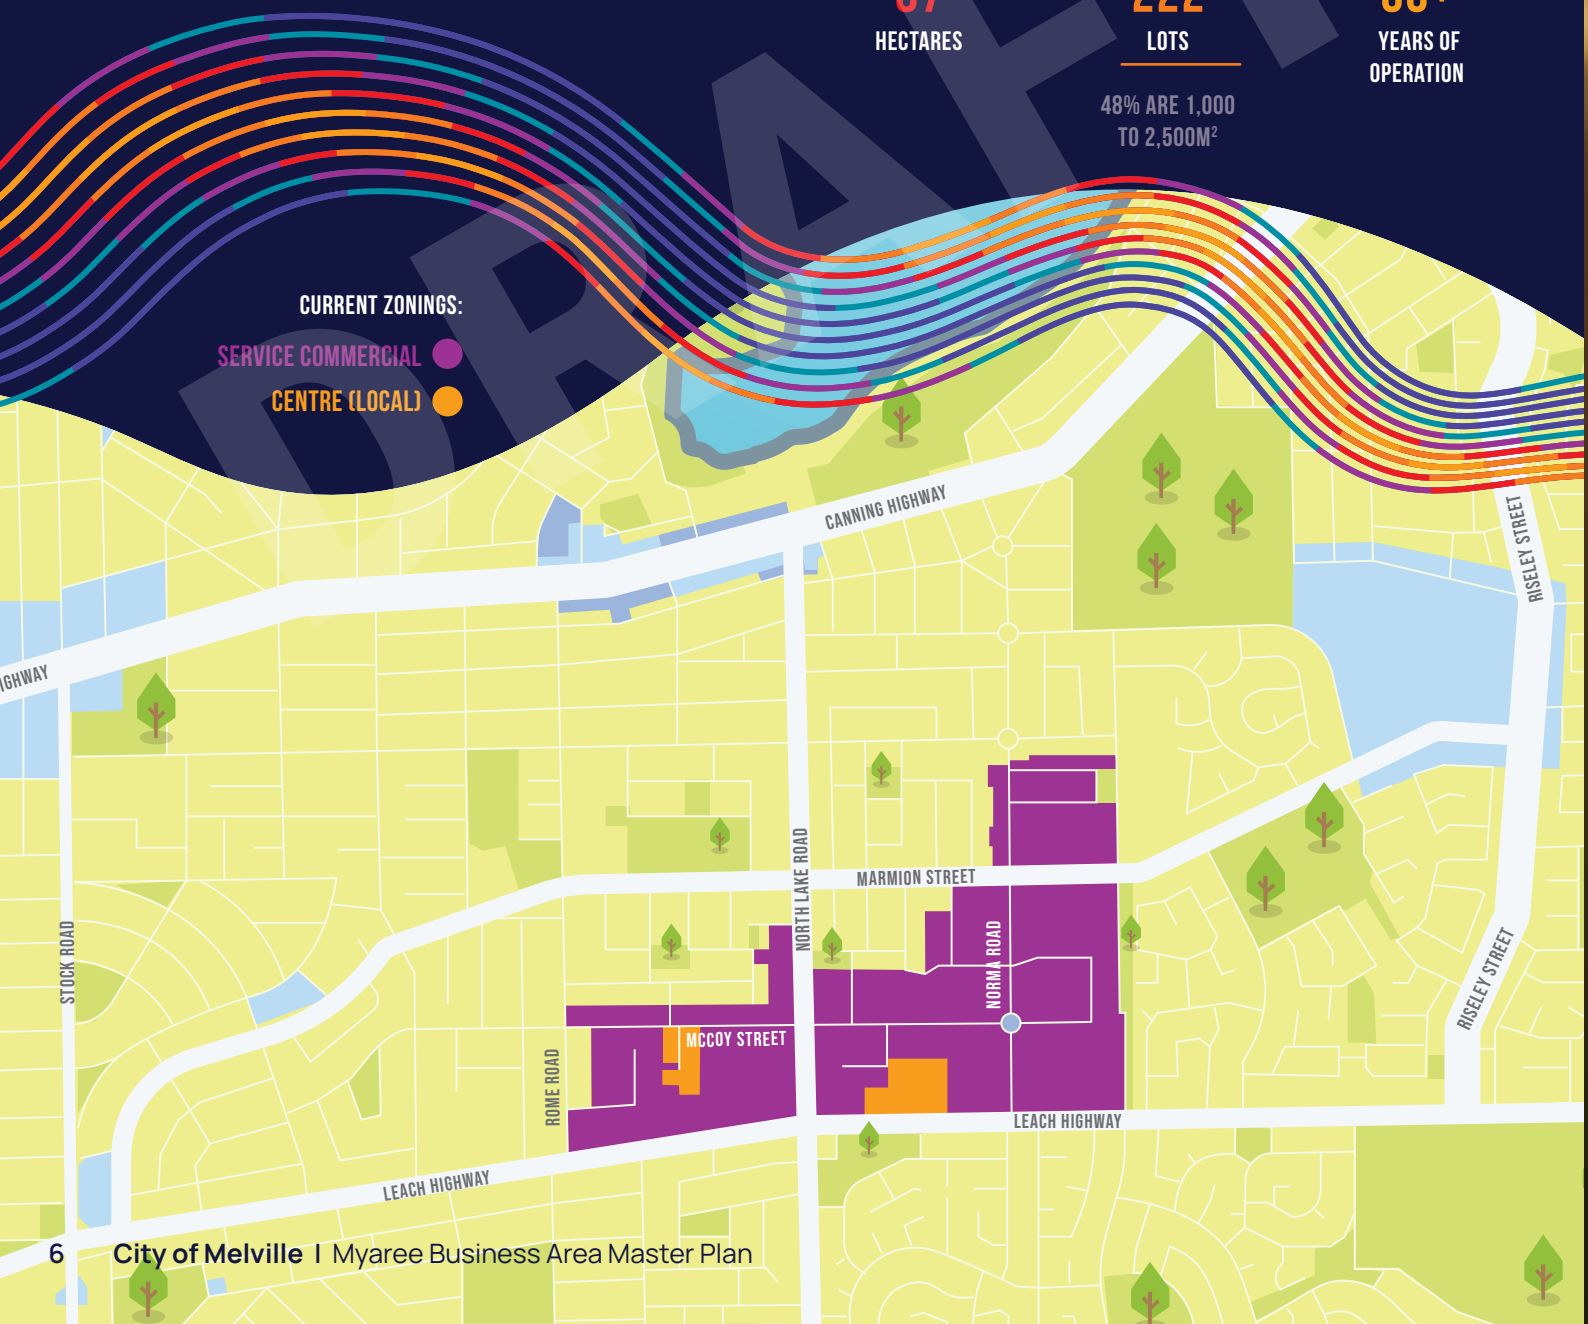 222
HECTARES
LOTS
YEARS OF
OPERATION
48% ARE 1,000
TO 2,500M²
DRAFT
CURRENT ZONINGS:
SERVICE COMMERCIAL
CENTRE (LOCAL)
CANNING HIGHWAY
RISELEY STREET
IGHWAY
NORTH LAKE ROAD
MARMION STREET
STOCK ROAD
NORMA ROAD
RISELEY STREET
MCCOY STREET
ROME ROAD
LEACH HIGHWAY
LEACH HIGHWAY
6 City of Melville | Myaree Business Area Master Plan